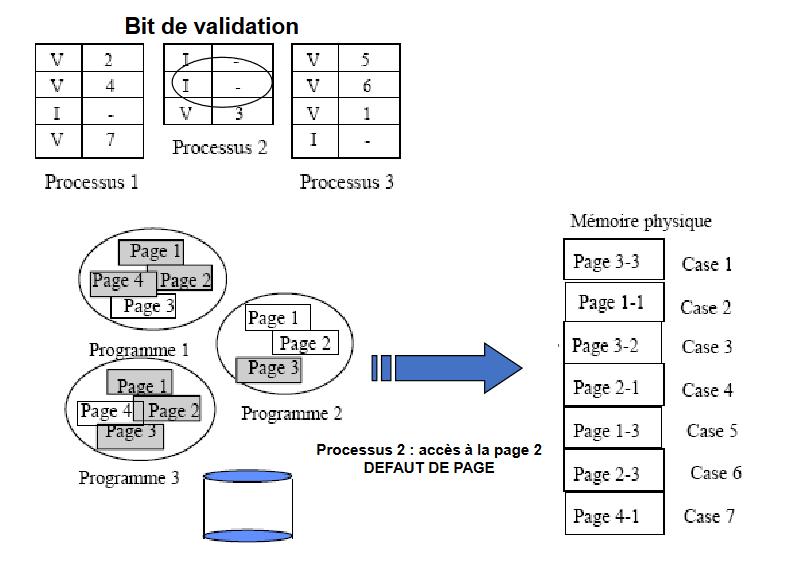 Bit de validation
V 2
V 4
I -
V 7
Processus 1
I -
I -
V 3
Processus 2
V 5
V 6
V 1
I -
Processus 3
Page 1
Page 4 Page 2
Page 3
Programme 1
Page 1
Page 2
Page 3
Programme 2
Page 1
Page 4 Page 2
Page 3
Programme 3
Processus 2 : accès à la page 2
DEFAUT DE PAGE
Mémoire physique
Page 3-3 Case 1
Page 1-1 Case 2
Page 3-2 Case 3
Page 2-1 Case 4
Page 1-3 Case 5
Page 2-3 Case 6
Page 4-1 Case 7